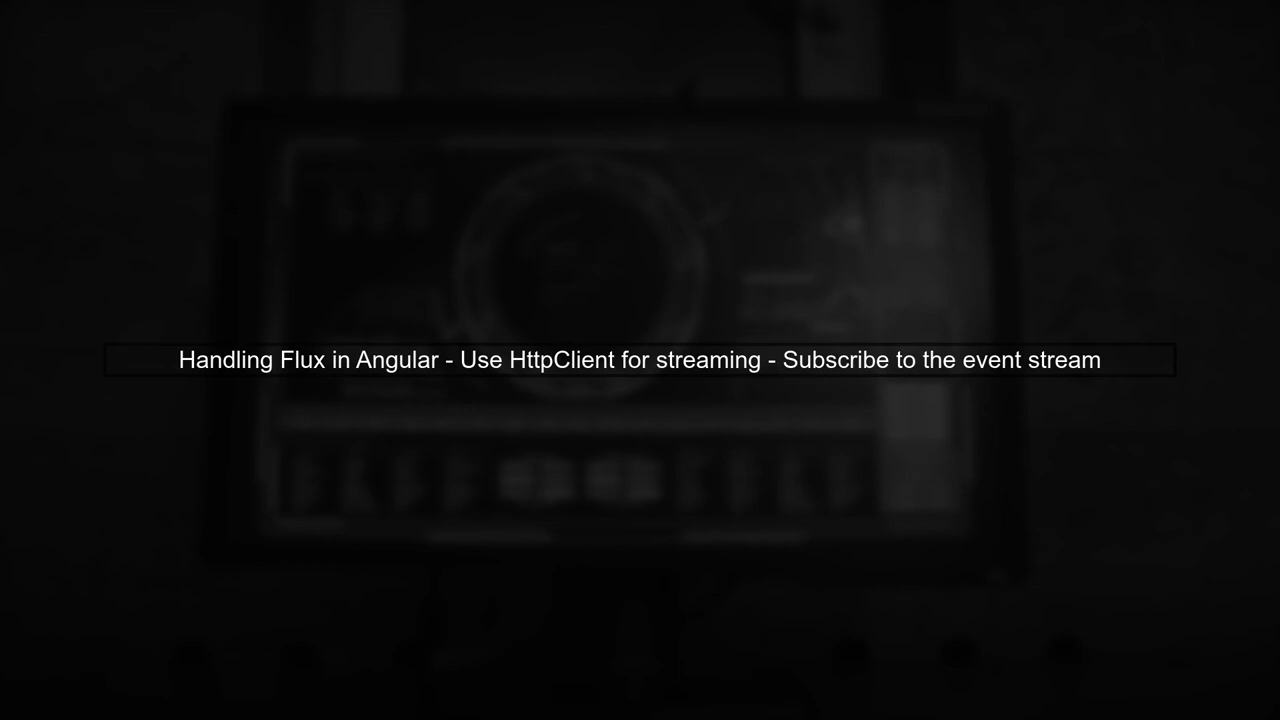 Handling Flux in Angular - Use HttpClient for streaming - Subscribe to the event stream